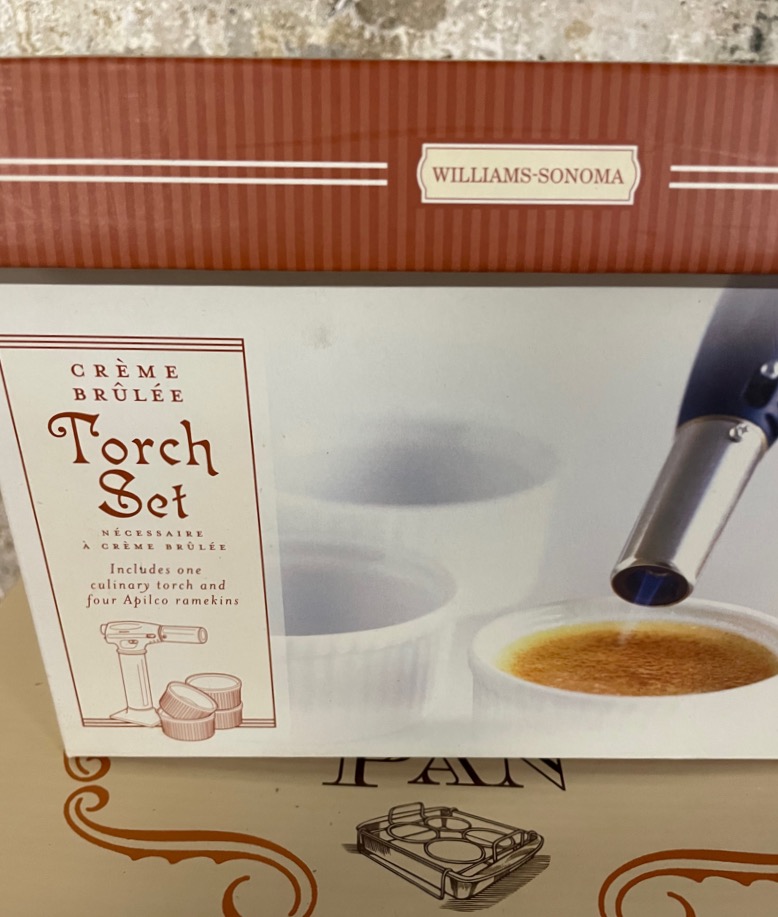 WILLIAMS-SONOMA
CRÈME
BRÛLÉE
Torch
Set
NÉCESSAIRE
À CRÈME BRÛLÉE
Includes one
culinary torch and
four Apilco ramekins
PAN